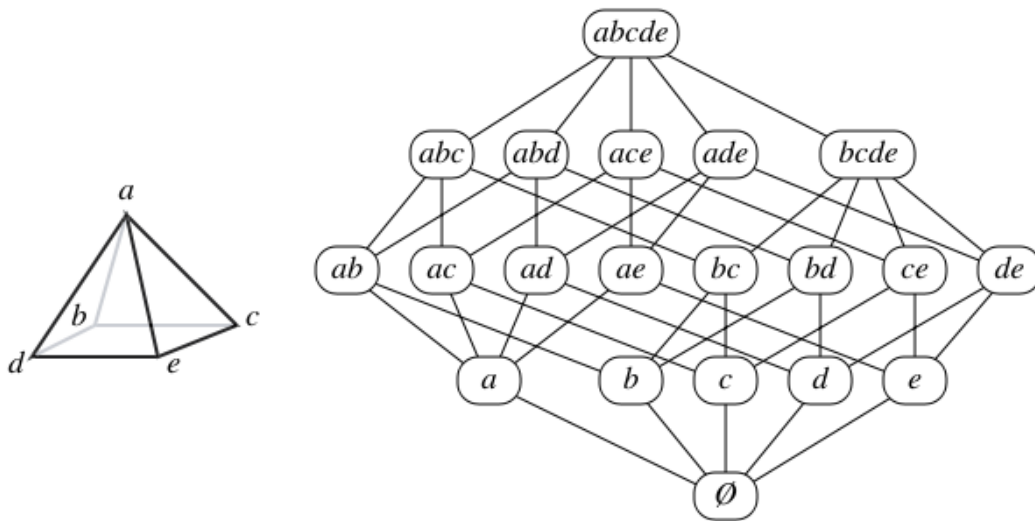 abcde
abc abd ace ade bcde
a
ab ac ad ae bc bd ce de
b c
d e
a b c d e
Ø